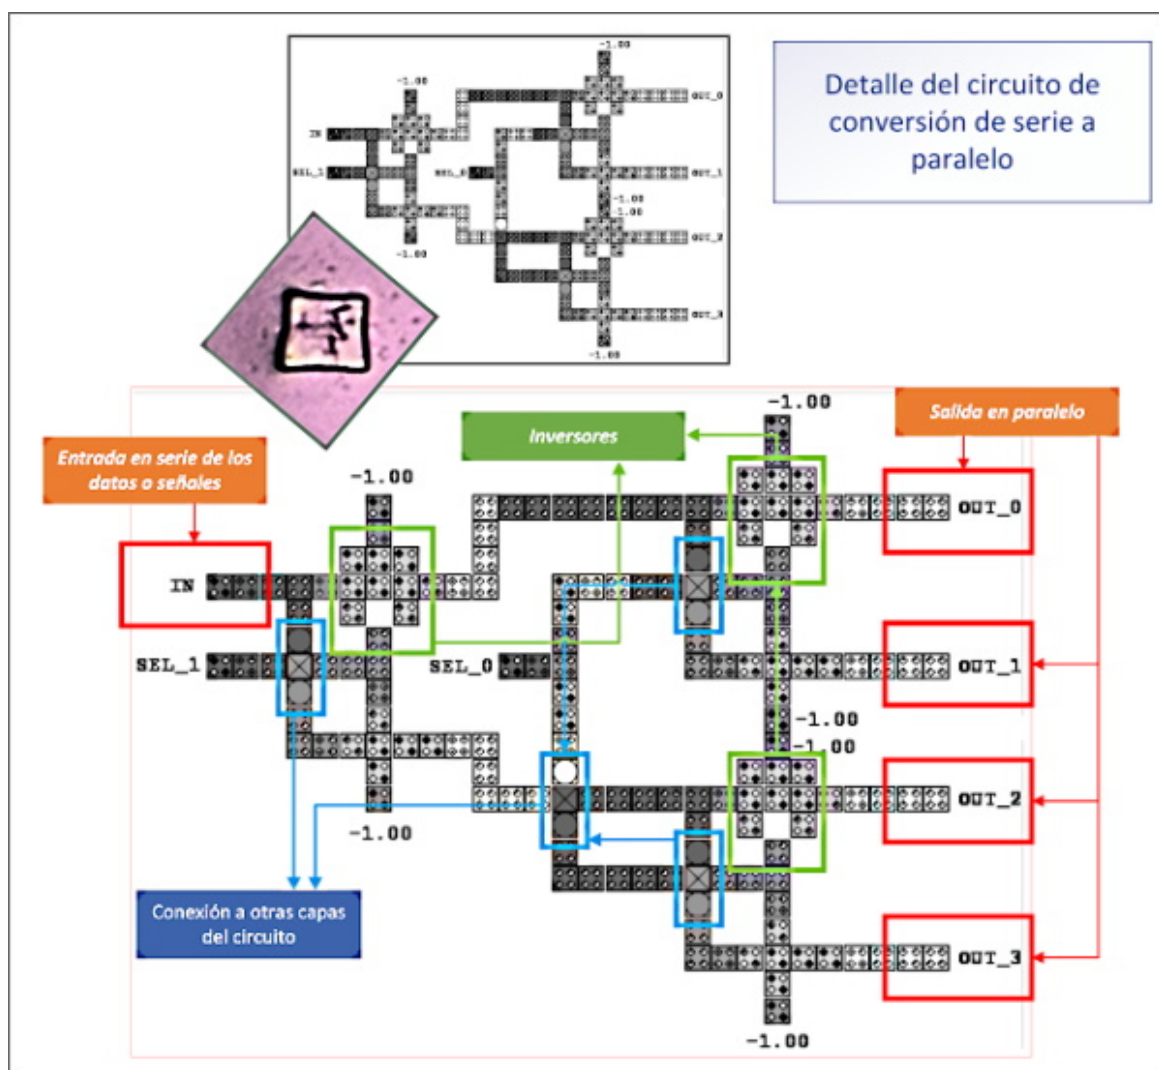 -1.00
-1.00
OUT_0
IN
SEL_1
SEL_0
OUT_1
-1.00
-1.00
OUT_2
-1.00
OUT_3
-1.00
Detalle del circuito de
conversión de serie a
paralelo
Entrada en serie de los
datos o señales
Inversores
Salida en paralelo
-1.00
-1.00
OUT_0
IN
SEL_1
SEL_0
OUT_1
-1.00
-1.00
OUT_2
-1.00
Conexión a otras capas
del circuito
OUT_3
-1.00